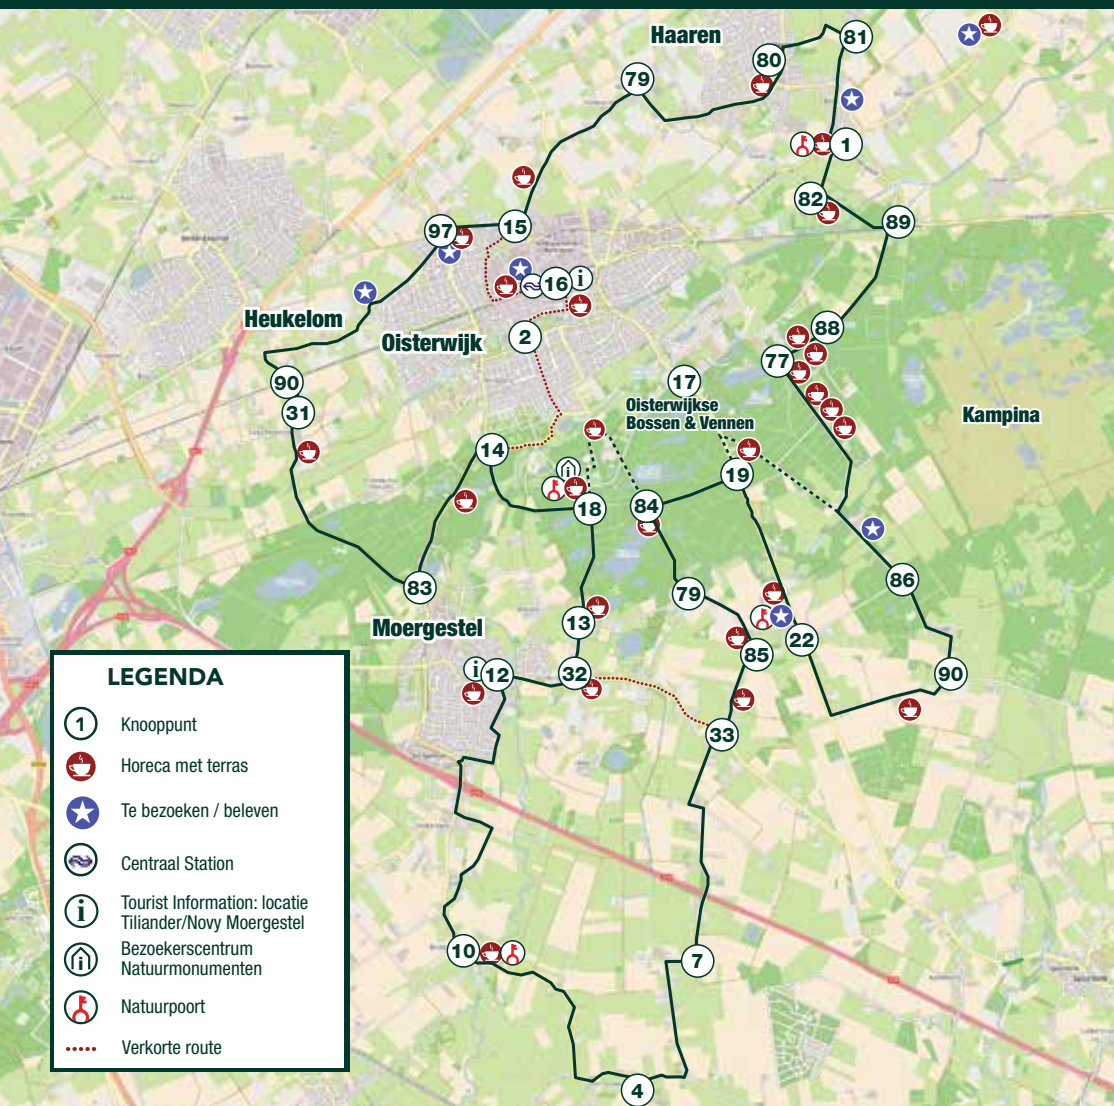 Haaren
81
80
79
1
82
89
15
97
16
i
Heukelom
Oisterwijk
2
88
77
17
90
31
Oisterwijkse
Bossen & Vennen
Kampina
14
19
18
84
86
83
79
13
Moergestel
22
85
i
12
32
90
33
10
7
4
LEGENDA
1 Knooppunt
Horeca met terras
Te bezoeken / beleven
Centraal Station
i Tourist Information: locatie
Tiliander/Novy Moergestel
Bezoekerscentrum
Natuurmonumenten
Natuurpoort
Verkorte route